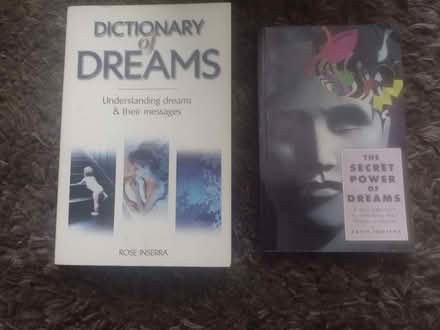 DICTIONARY
of
DREAMS
Understanding dreams
& their messages
ROSE INSERRA
THE
SECRET
POWER
OF
DREAMS